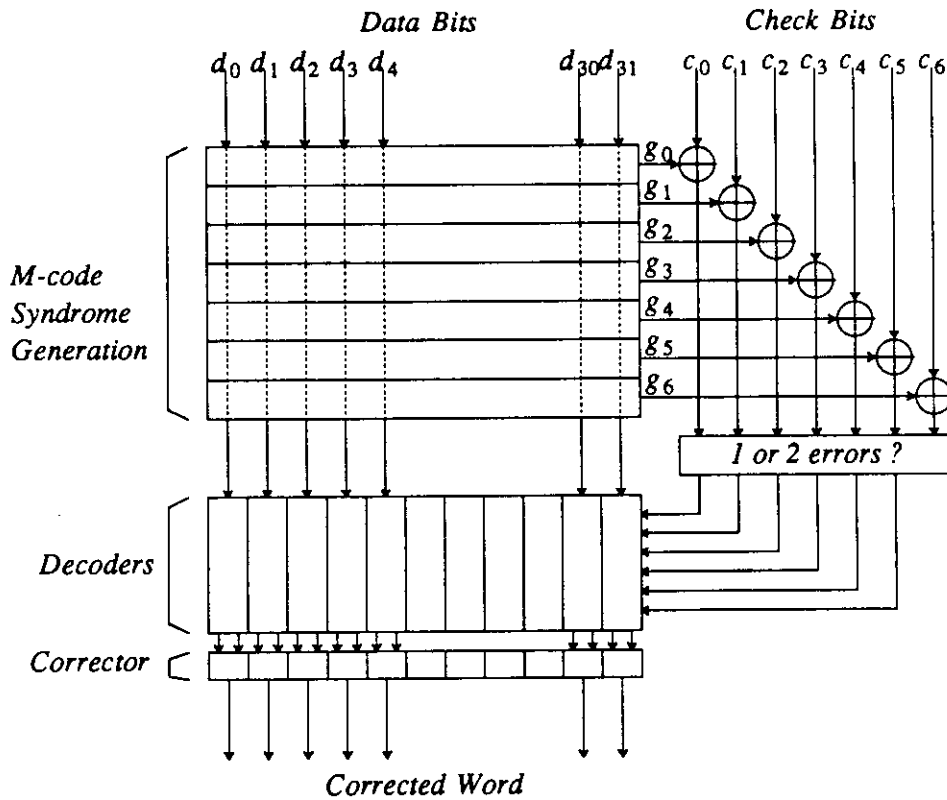 Data Bits
Check Bits
d₀ d₁ d₂ d₃ d₄ d₃₀ d₃₁
c₀ c₁ c₂ c₃ c₄ c₅ c₆
g₀
g₁
g₂
g₃
g₄
g₅
g₆
M-code
Syndrome
Generation
1 or 2 errors ?
Decoders
Corrector
Corrected Word